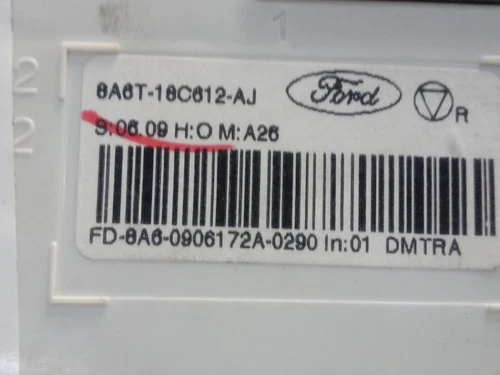 1
2
2
8A6T-18C612-AJ
Ford
R
S:06.09 H:O M:A26
FD-8A6-0906172A-0290 In:01 DMTRA